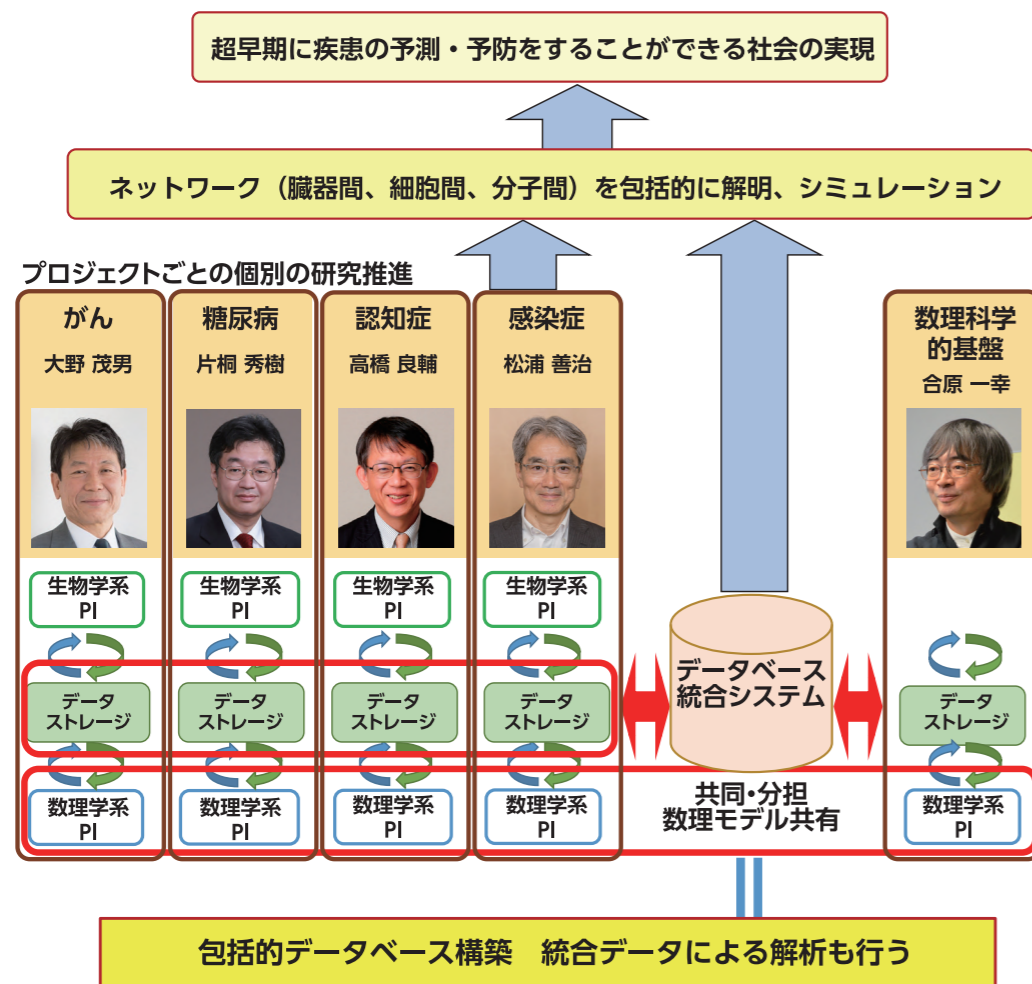 超早期に疾患の予測・予防をすることができる社会の実現
ネットワーク（臓器間、細胞間、分子間）を包括的に解明、シミュレーション
プロジェクトごとの個別の研究推進
がん
大野 茂男
糖尿病
片桐 秀樹
認知症
高橋 良輔
感染症
松浦 善治
数理科学
的基盤
合原 一幸
生物学系
PI
生物学系
PI
生物学系
PI
生物学系
PI
データ
ストレージ
データ
ストレージ
データ
ストレージ
データ
ストレージ
データベース
統合システム
データ
ストレージ
数理学系
PI
数理学系
PI
数理学系
PI
数理学系
PI
共同・分担
数理モデル共有
数理学系
PI
包括的データベース構築　統合データによる解析も行う